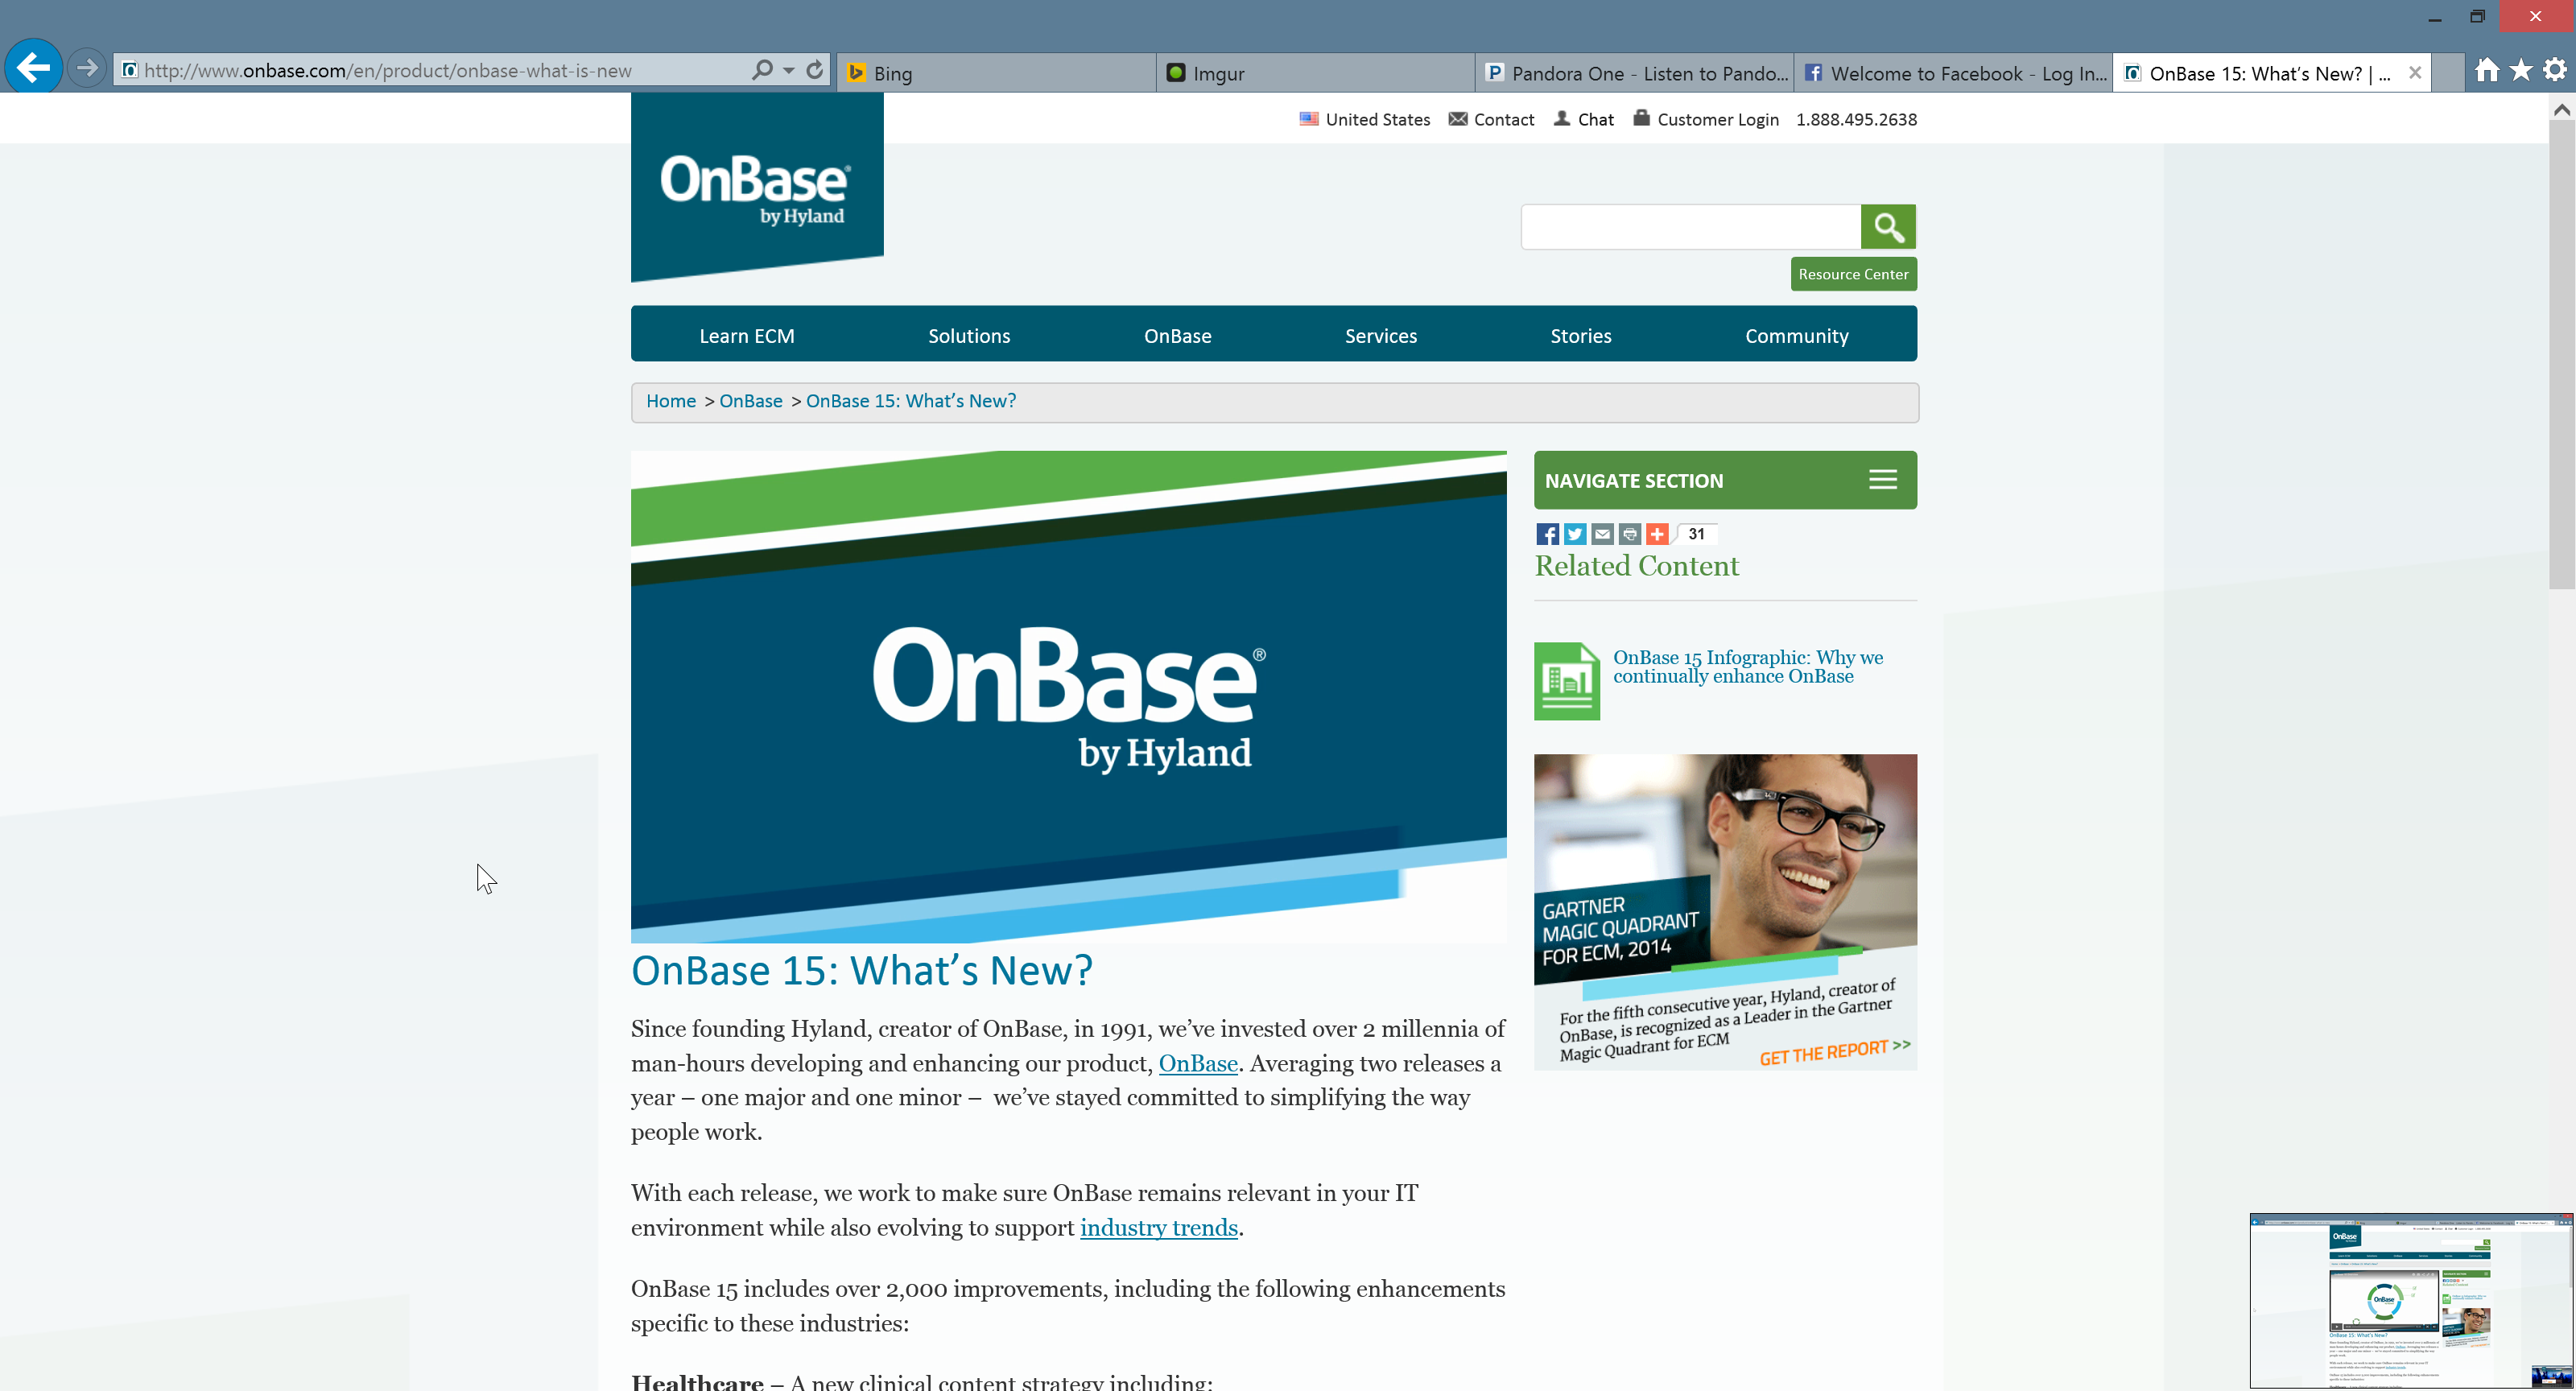 http://www.onbase.com/en/product/onbase-what-is-new
Bing
Imgur
Pandora One - Listen to Pando...
Welcome to Facebook - Log In...
OnBase 15: What's New? | ...
United States
Contact
Chat
Customer Login
1.888.495.2638
OnBase®
by Hyland
Resource Center
Learn ECM
Solutions
OnBase
Services
Stories
Community
Home > OnBase > OnBase 15: What's New?
OnBase®
by Hyland
NAVIGATE SECTION
31
Related Content
OnBase 15 Infographic: Why we
continually enhance OnBase
GARTNER
MAGIC QUADRANT
FOR ECM, 2014
For the fifth consecutive year, Hyland, creator of
OnBase, is recognized as a Leader in the Gartner
Magic Quadrant for ECM
GET THE REPORT >>
OnBase 15: What's New?
Since founding Hyland, creator of OnBase, in 1991, we've invested over 2 millennia of
man-hours developing and enhancing our product, OnBase. Averaging two releases a
year – one major and one minor –  we've stayed committed to simplifying the way
people work.
With each release, we work to make sure OnBase remains relevant in your IT
environment while also evolving to support industry trends.
OnBase 15 includes over 2,000 improvements, including the following enhancements
specific to these industries:
Healthcare – A new clinical content strategy including:
OnBase
OnBase
OnBase 15: What's New?